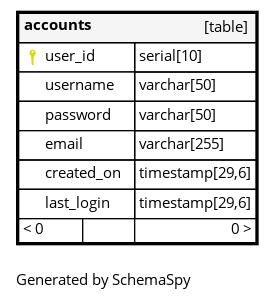 accounts [table]
user_id serial[10]
username varchar[50]
password varchar[50]
email varchar[255]
created_on timestamp[29,6]
last_login timestamp[29,6]
< 0 0 >
Generated by SchemaSpy